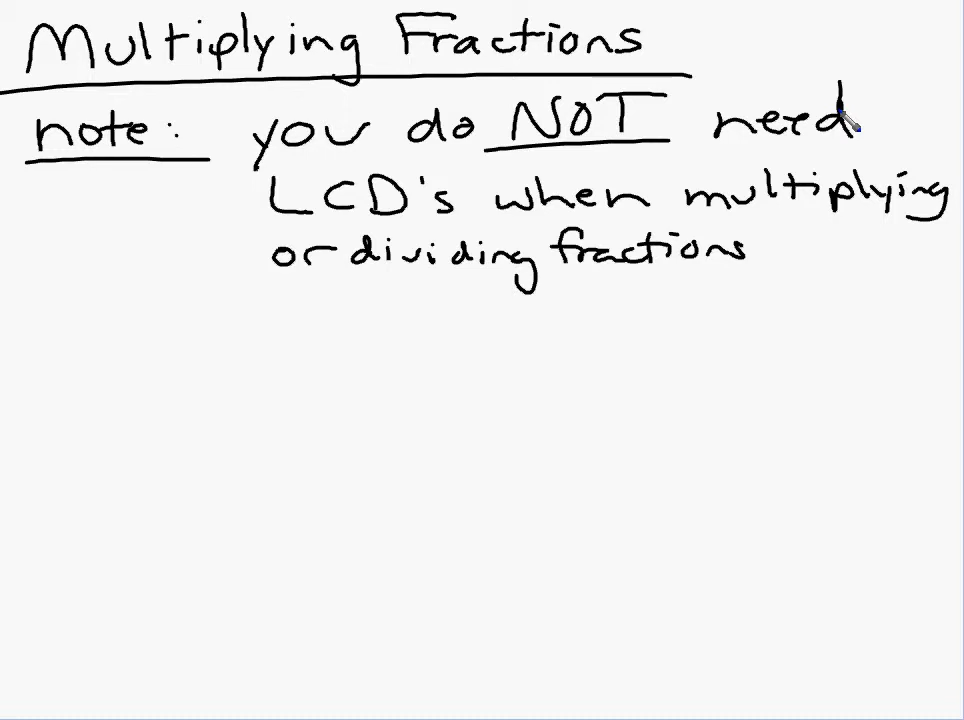 Multiplying Fractions
note: you do NOT need
LCD's when multiplying
or dividing fractions